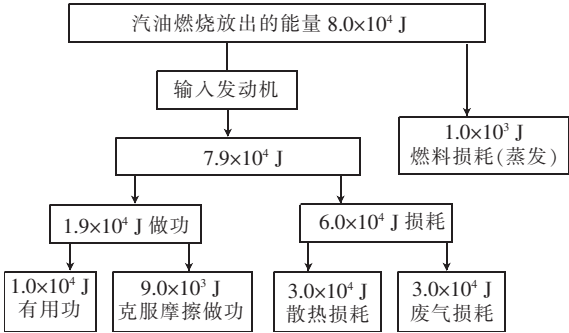 汽油燃烧放出的能量 8.0×10⁴ J
输入发动机
1.0×10³ J
燃料损耗(蒸发)
7.9×10⁴ J
1.9×10⁴ J 做功
6.0×10⁴ J 损耗
1.0×10⁴ J
有用功
9.0×10³ J
克服摩擦做功
3.0×10⁴ J
散热损耗
3.0×10⁴ J
废气损耗